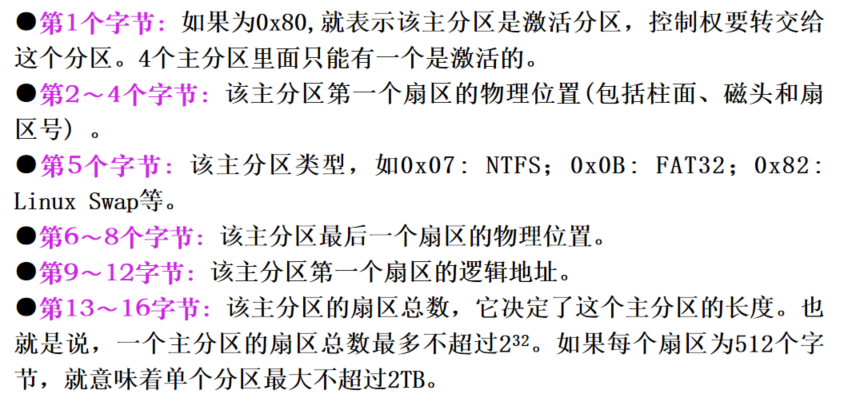 ●第1个字节：如果为0x80,就表示该主分区是激活分区，控制权要转交给
这个分区。4个主分区里面只能有一个是激活的。
●第2～4个字节：该主分区第一个扇区的物理位置(包括柱面、磁头和扇
区号) 。
●第5个字节：该主分区类型，如0x07: NTFS；0x0B: FAT32；0x82:
Linux Swap等。
●第6～8个字节：该主分区最后一个扇区的物理位置。
●第9～12字节：该主分区第一个扇区的逻辑地址。
●第13～16字节：该主分区的扇区总数，它决定了这个主分区的长度。也
就是说，一个主分区的扇区总数最多不超过2³²。如果每个扇区为512个字
节，就意味着单个分区最大不超过2TB。